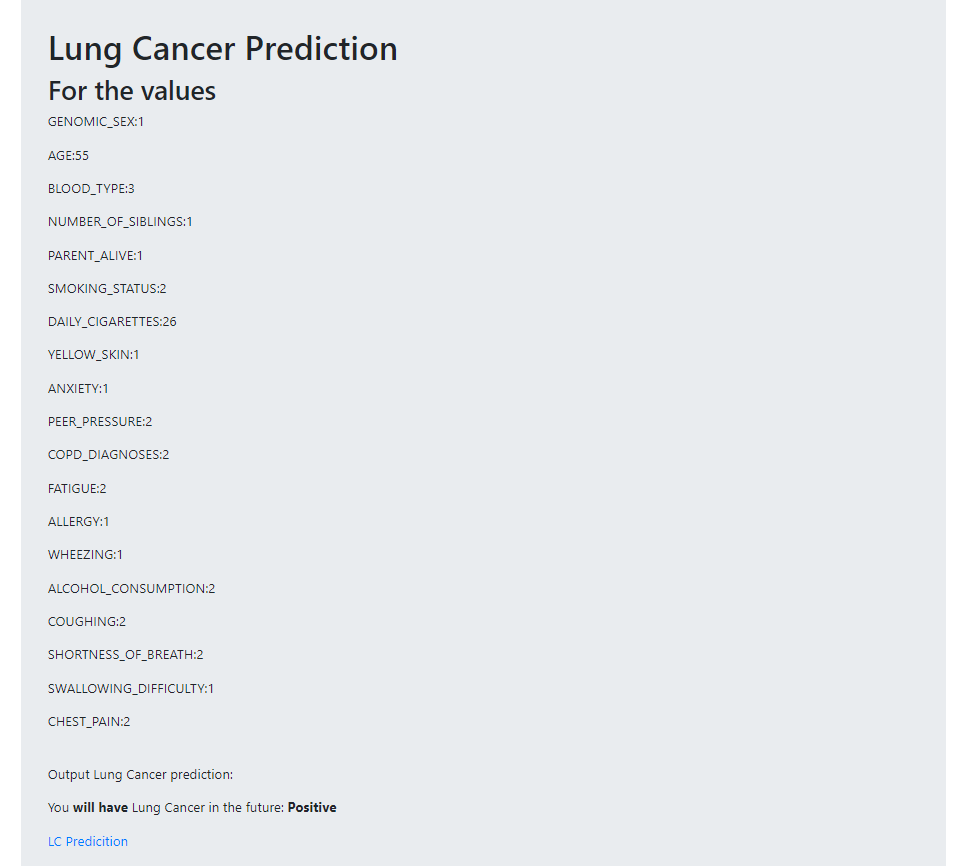 Lung Cancer Prediction
For the values
GENOMIC_SEX:1
AGE:55
BLOOD_TYPE:3
NUMBER_OF_SIBLINGS:1
PARENT_ALIVE:1
SMOKING_STATUS:2
DAILY_CIGARETTES:26
YELLOW_SKIN:1
ANXIETY:1
PEER_PRESSURE:2
COPD_DIAGNOSES:2
FATIGUE:2
ALLERGY:1
WHEEZING:1
ALCOHOL_CONSUMPTION:2
COUGHING:2
SHORTNESS_OF_BREATH:2
SWALLOWING_DIFFICULTY:1
CHEST_PAIN:2
Output Lung Cancer prediction:
You will have Lung Cancer in the future: Positive
LC Predicition